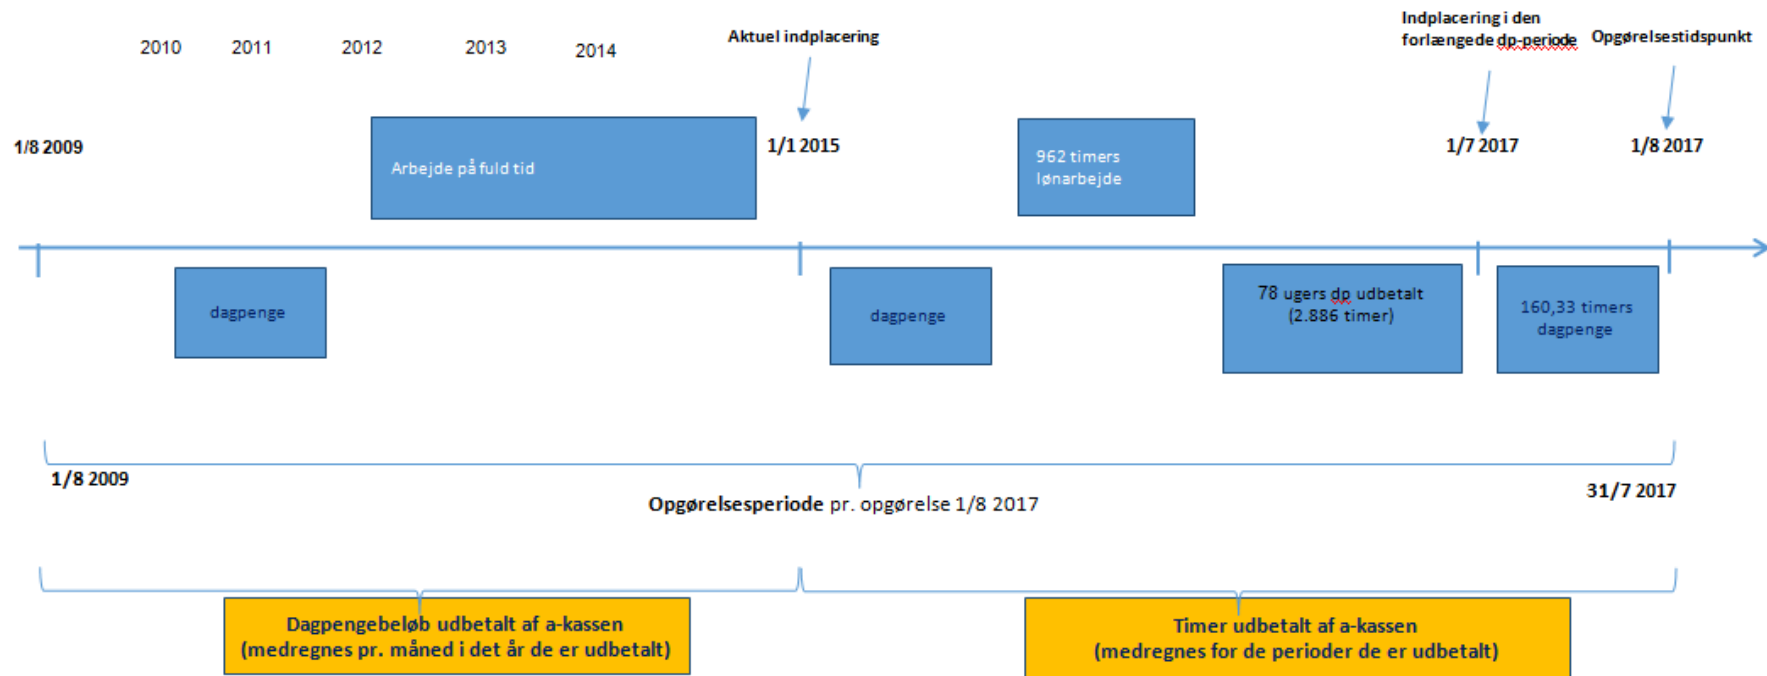 Indplacering i den
forlængede dp-periode
Aktuel indplacering
Opgørelsestidspunkt
2010
2011
2012
2013
2014
1/8 2009
Arbejde på fuld tid
1/1 2015
962 timers
lønarbejde
1/7 2017
1/8 2017
dagpenge
dagpenge
78 ugers dp udbetalt
(2.886 timer)
160,33 timers
dagpenge
1/8 2009
31/7 2017
Opgørelsesperiode pr. opgørelse 1/8 2017
Dagpengebeløb udbetalt af a-kassen
(medregnes pr. måned i det år de er udbetalt)
Timer udbetalt af a-kassen
(medregnes for de perioder de er udbetalt)